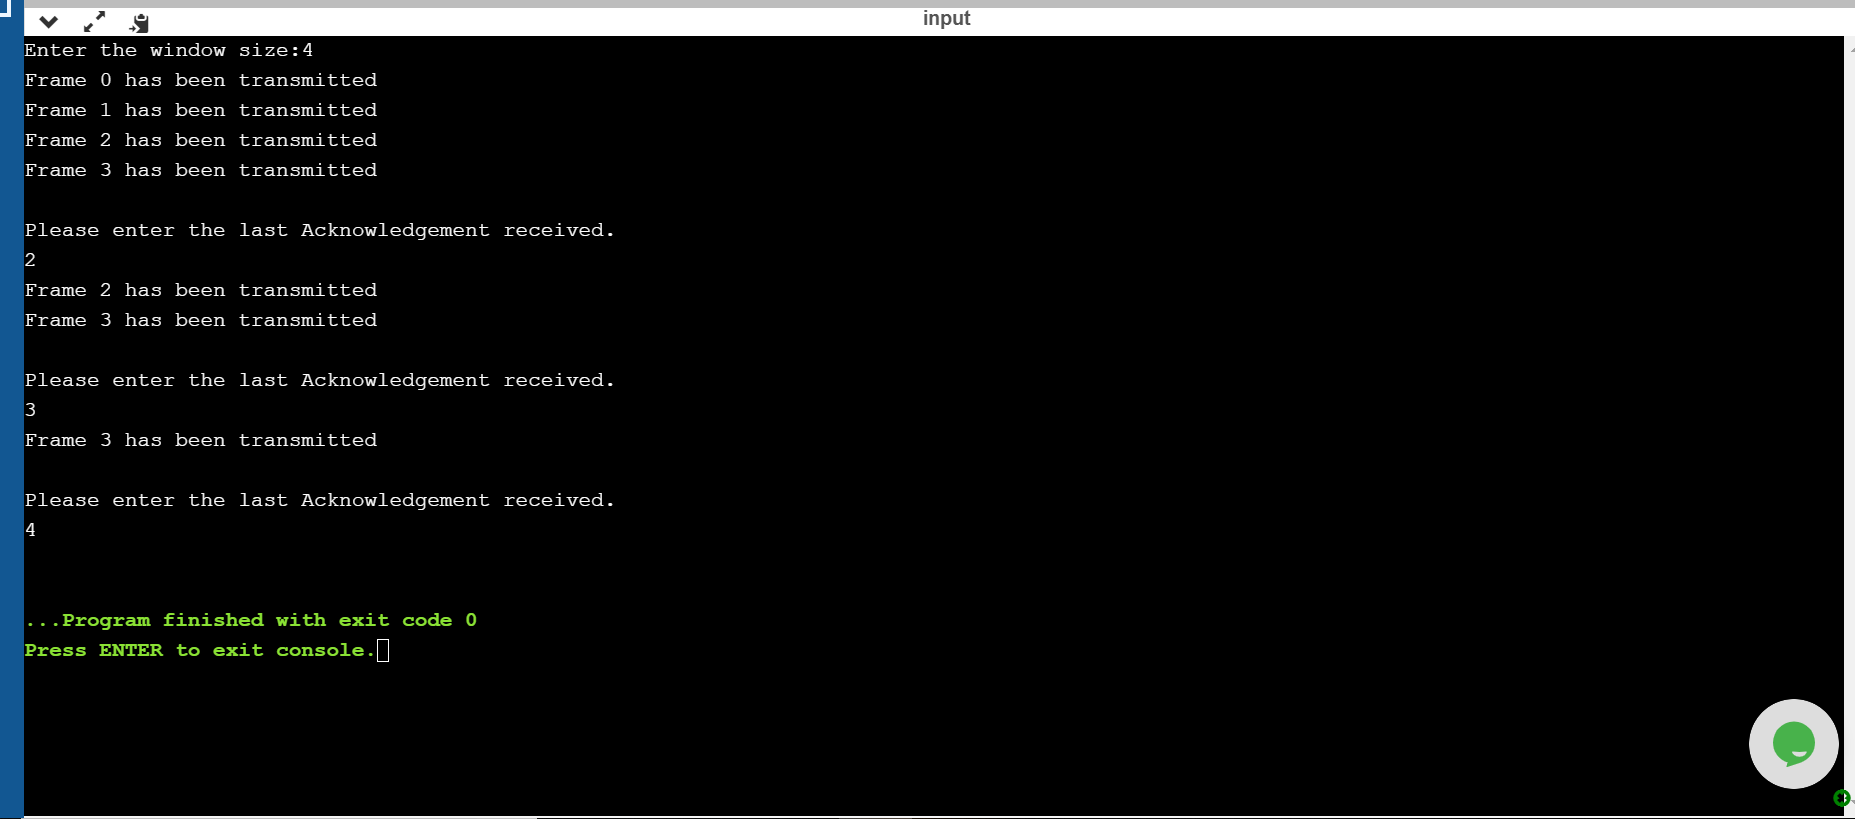 input
Enter the window size:4
Frame 0 has been transmitted
Frame 1 has been transmitted
Frame 2 has been transmitted
Frame 3 has been transmitted
Please enter the last Acknowledgement received.
2
Frame 2 has been transmitted
Frame 3 has been transmitted
Please enter the last Acknowledgement received.
3
Frame 3 has been transmitted
Please enter the last Acknowledgement received.
4
...Program finished with exit code 0
Press ENTER to exit console.